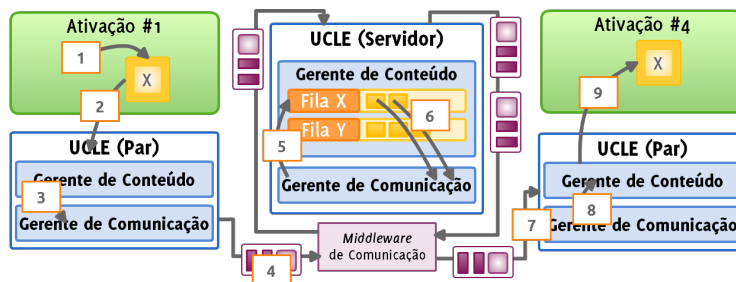 Ativação #1
1
X
2
UCLE (Par)
Gerente de Conteúdo
3
Gerente de Comunicação
4
UCLE (Servidor)
Gerente de Conteúdo
Fila X
6
Fila Y
5
Gerente de Comunicação
Middleware
de Comunicação
Ativação #4
X
9
UCLE (Par)
Gerente de Conteúdo
7
8
Gerente de Comunicação